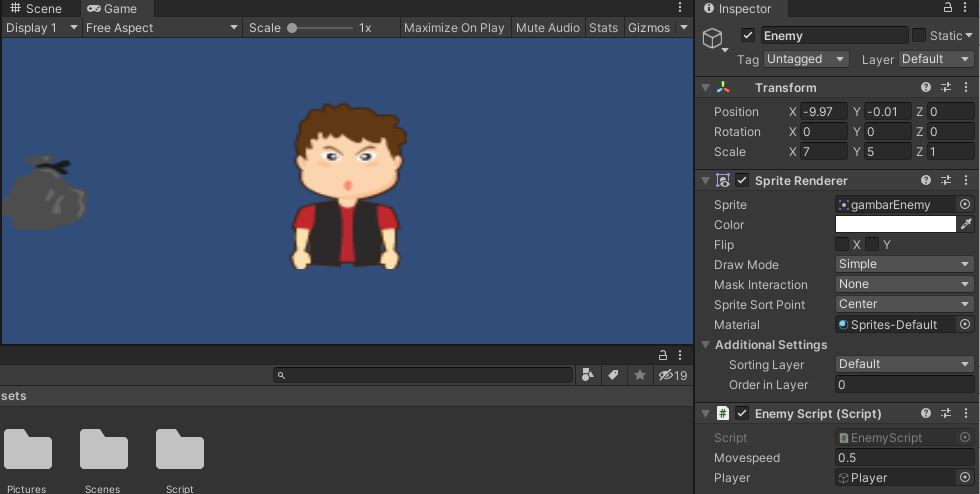 Scene Game
Display 1 Free Aspect Scale 1x Maximize On Play Mute Audio Stats Gizmos
19
sets
Pictures Scenes Script
Inspector
Enemy Static
Tag Untagged Layer Default
Transform
Position X -9.97 Y -0.01 Z 0
Rotation X 0 Y 0 Z 0
Scale X 7 Y 5 Z 1
Sprite Renderer
Sprite gambarEnemy
Color
Flip X Y
Draw Mode Simple
Mask Interaction None
Sprite Sort Point Center
Material Sprites-Default
Additional Settings
Sorting Layer Default
Order in Layer 0
# Enemy Script (Script)
Script # EnemyScript
Movespeed 0.5
Player Player